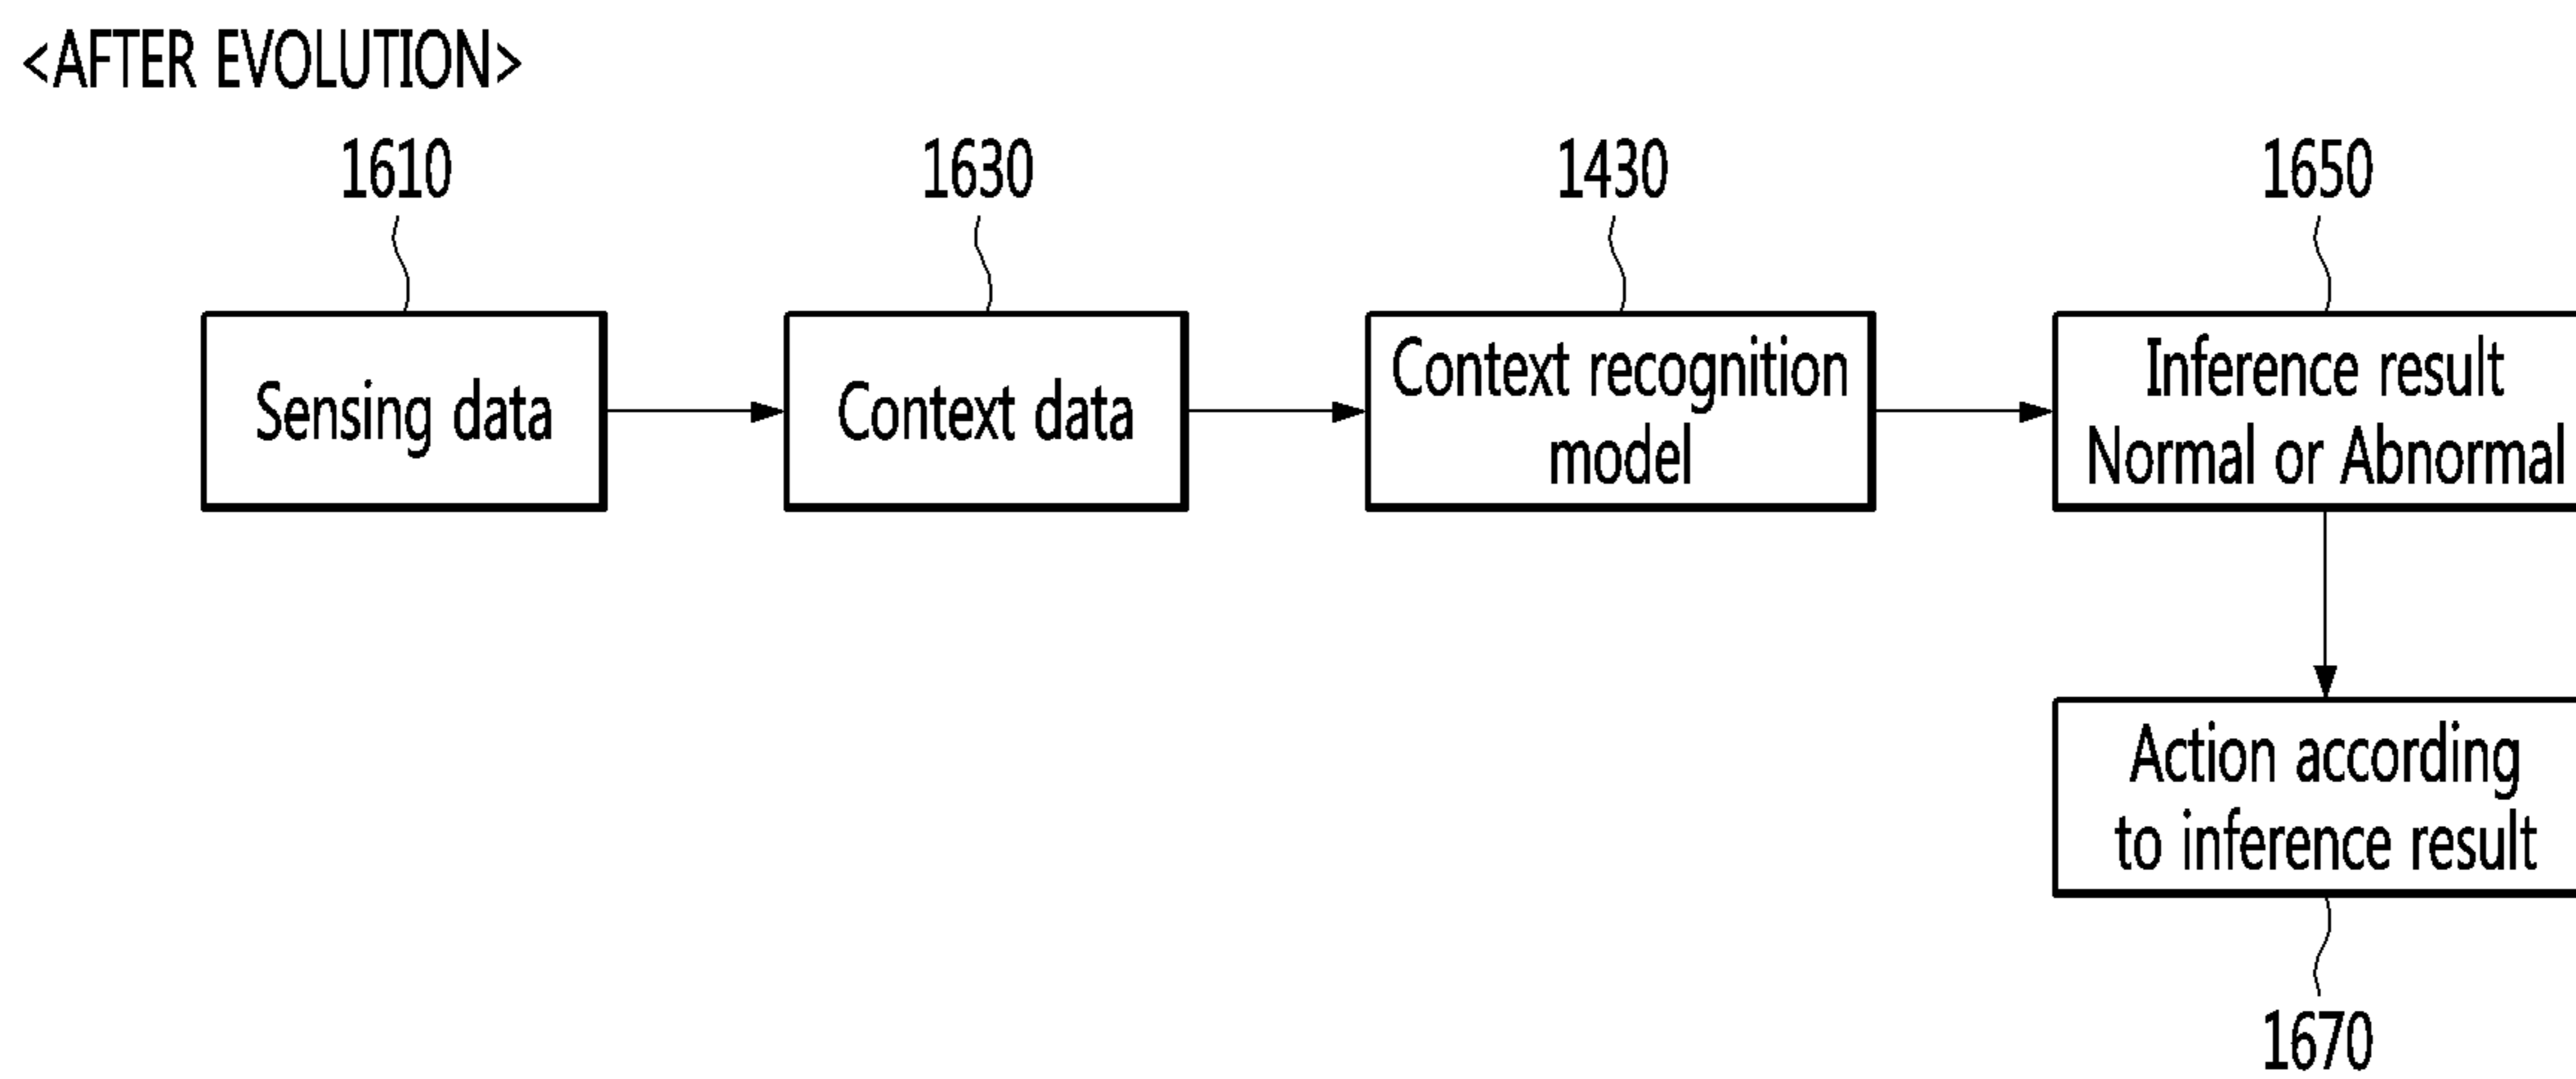 <AFTER EVOLUTION>
1610
1630
1430
1650
Sensing data
Context data
Context recognition
model
Inference result
Normal or Abnormal
Action according
to inference result
1670